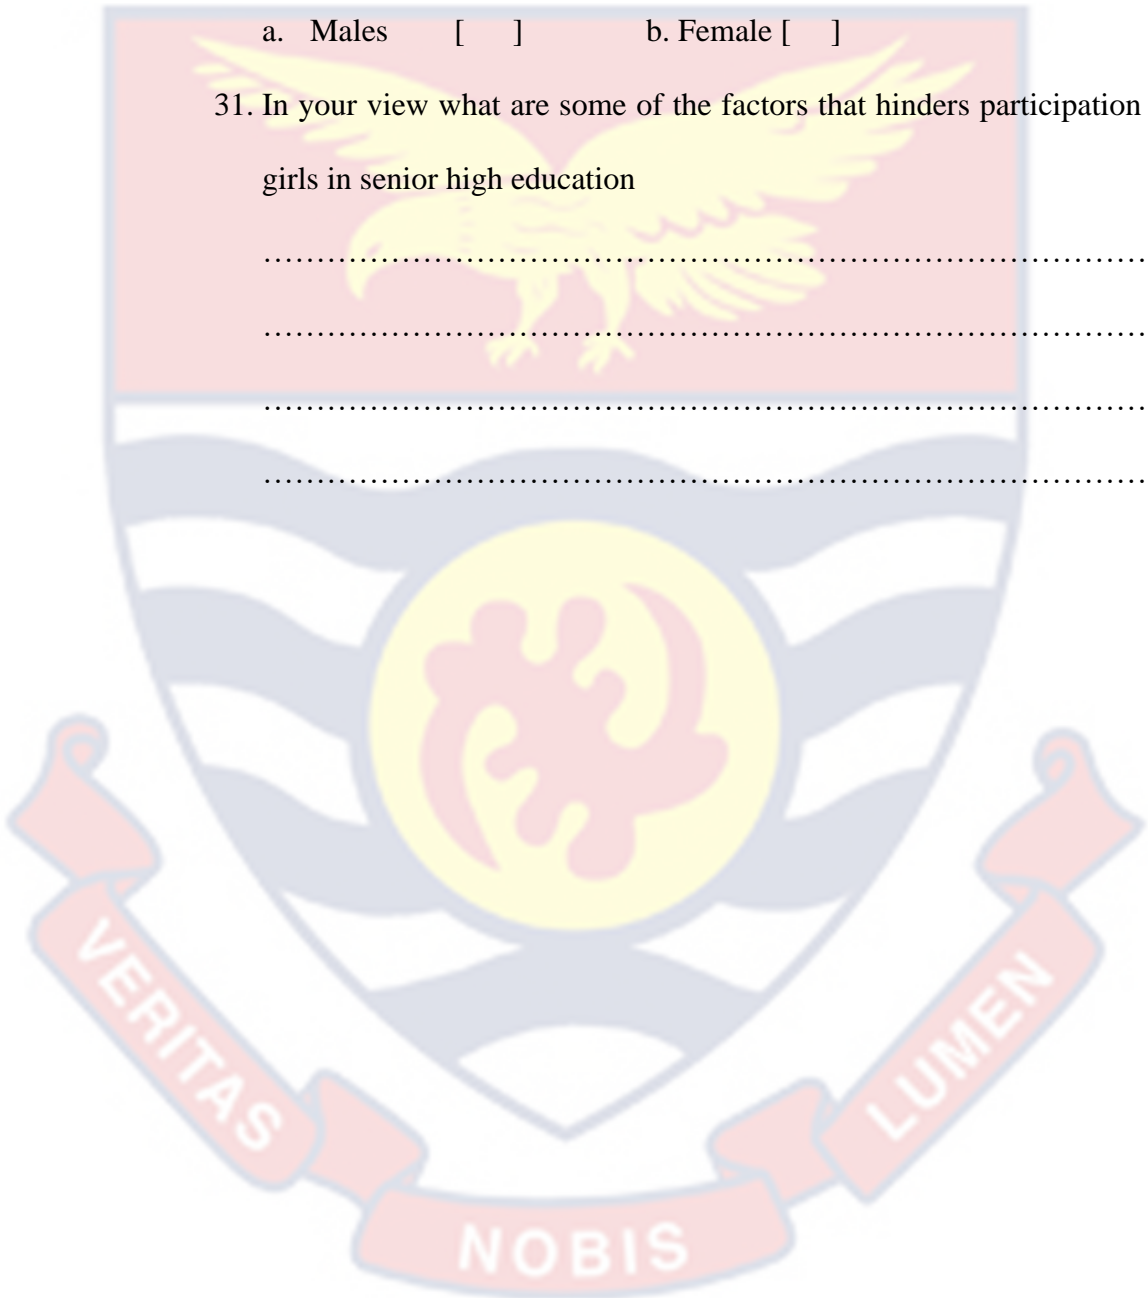 a. Males [ ] b. Female [ ]
31. In your view what are some of the factors that hinders participation
girls in senior high education
……………………………………………………………………………
……………………………………………………………………………
……………………………………………………………………………
……………………………………………………………………………
VERITAS
NOBIS
LUMEN